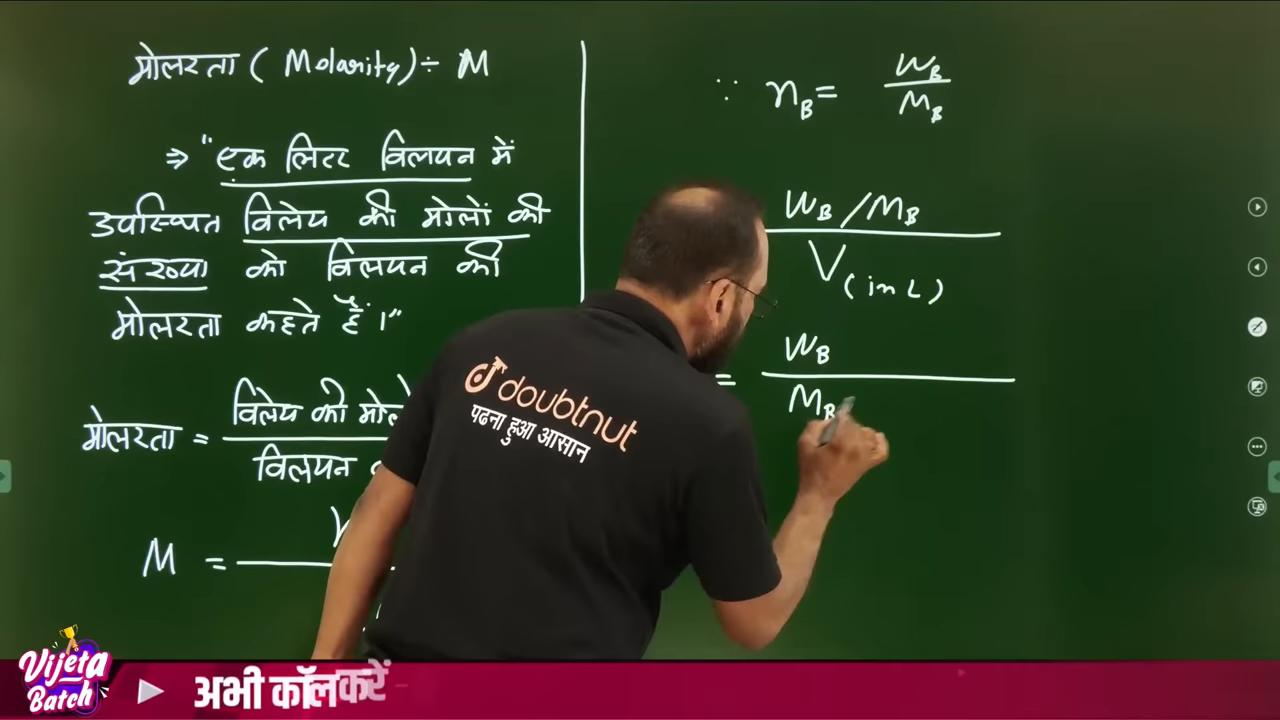 मोलरता ( Molarity) ÷ M
⇒ "एक लिटर विलयन में
उपस्थित विलेय की मोलों की
संख्या को विलयन की
मोलरता कहते हैं।"
मोलरता = विलेय की
विलयन
M =
∵ n_B = W_B / M_B
W_B / M_B
V (in L)
= W_B
M_B
doubtnut
पढना हुआ आसान
Vijeta
Batch
अभी कॉल करें